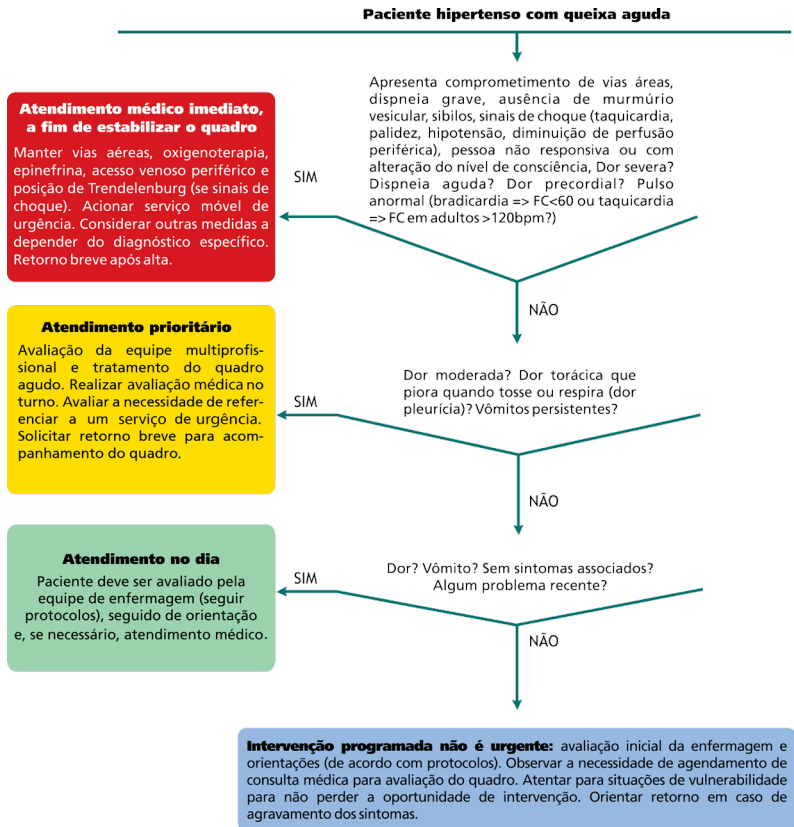 Paciente hipertenso com queixa aguda
Apresenta comprometimento de vias áreas,
dispneia grave, ausência de murmúrio
vesicular, sibilos, sinais de choque (taquicardia,
palidez, hipotensão, diminuição de perfusão
periférica), pessoa não responsiva ou com
alteração do nível de consciência, Dor severa?
Dispneia aguda? Dor precordial? Pulso
anormal (bradicardia => FC<60 ou taquicardia
=> FC em adultos >120bpm?)
SIM
Atendimento médico imediato,
a fim de estabilizar o quadro
Manter vias aéreas, oxigenoterapia,
epinefrina, acesso venoso periférico e
posição de Trendelenburg (se sinais de
choque). Acionar serviço móvel de
urgência. Considerar outras medidas a
depender do diagnóstico específico.
Retorno breve após alta.
NÃO
Dor moderada? Dor torácica que
piora quando tosse ou respira (dor
pleurícia)? Vômitos persistentes?
SIM
Atendimento prioritário
Avaliação da equipe multiprofis-
sional e tratamento do quadro
agudo. Realizar avaliação médica no
turno. Avaliar a necessidade de refer-
enciar a um serviço de urgência.
Solicitar retorno breve para acom-
panhamento do quadro.
NÃO
Dor? Vômito? Sem sintomas associados?
Algum problema recente?
SIM
Atendimento no dia
Paciente deve ser avaliado pela
equipe de enfermagem (seguir
protocolos), seguido de orientação
e, se necessário, atendimento médico.
NÃO
Intervenção programada não é urgente: avaliação inicial da enfermagem e
orientações (de acordo com protocolos). Observar a necessidade de agendamento de
consulta médica para avaliação do quadro. Atentar para situações de vulnerabilidade
para não perder a oportunidade de intervenção. Orientar retorno em caso de
agravamento dos sintomas.